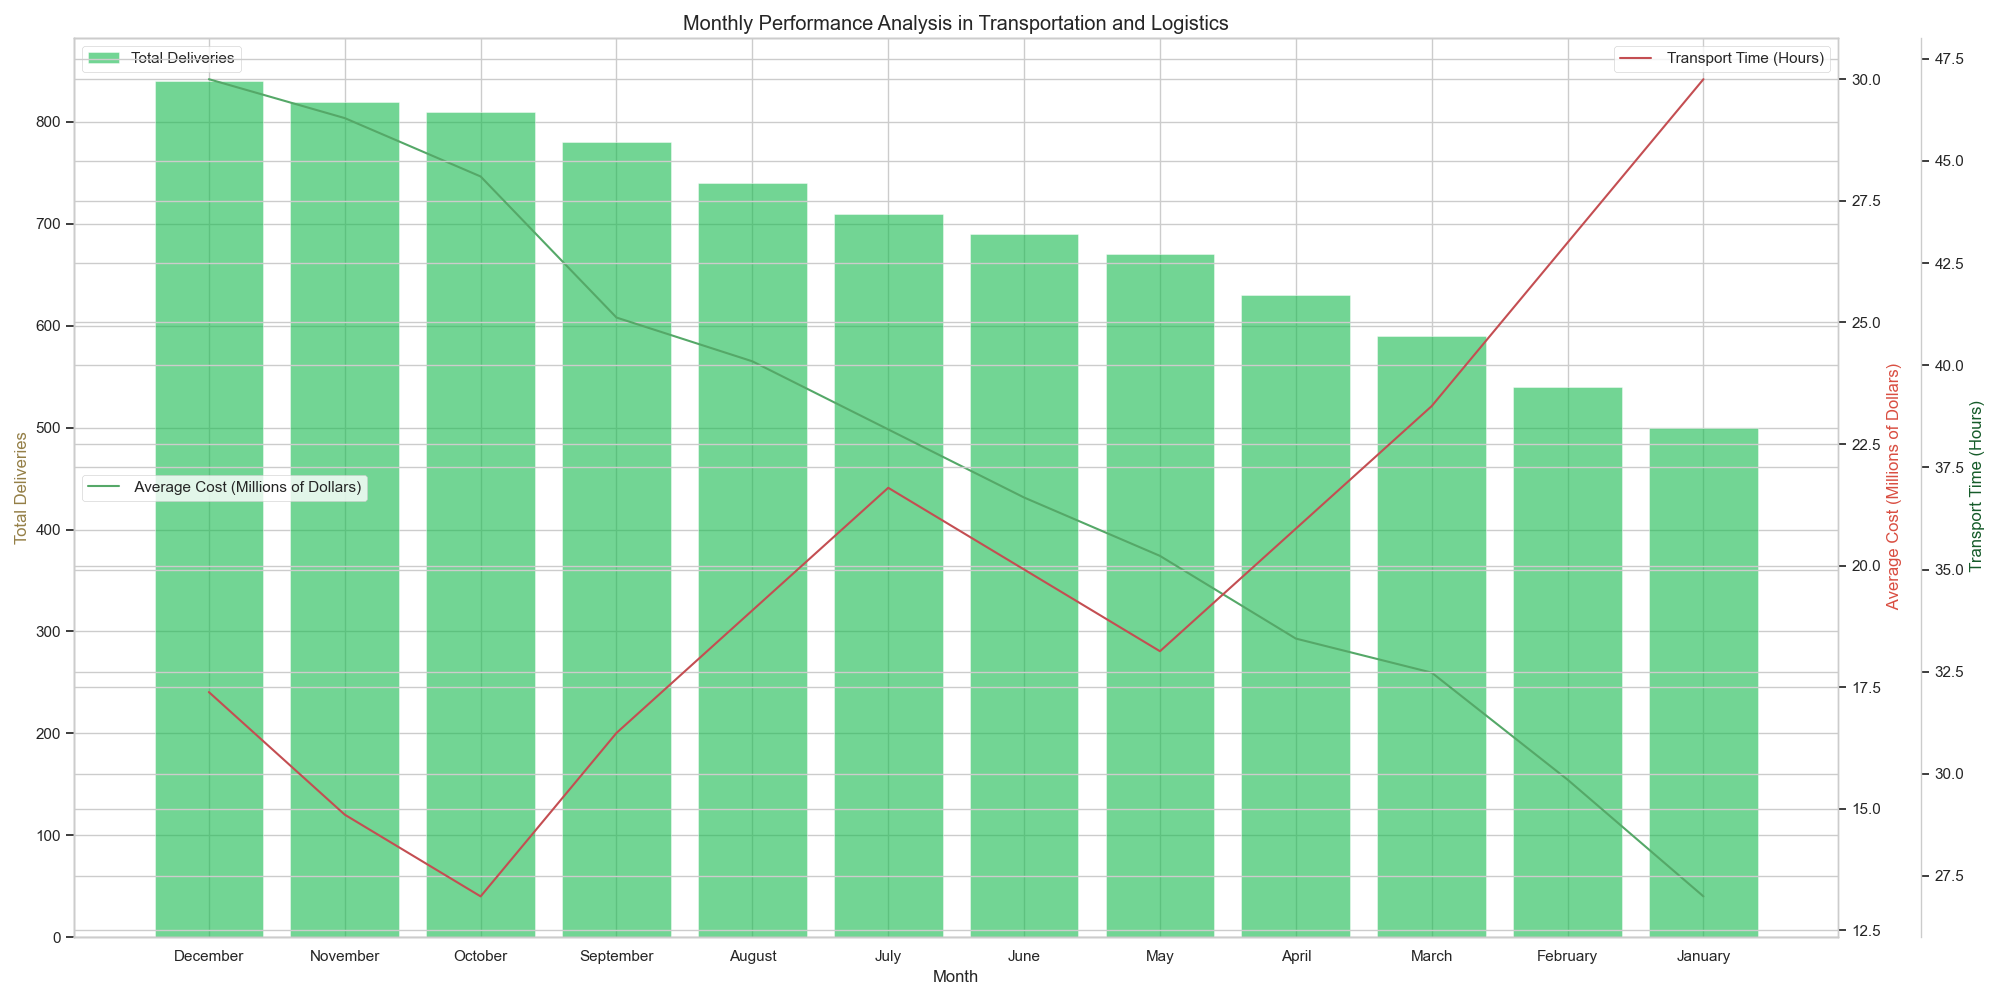 Monthly Performance Analysis in Transportation and Logistics
Total Deliveries
Transport Time (Hours)
Average Cost (Millions of Dollars)
Total Deliveries
800
700
600
500
400
300
200
100
0
30.0
27.5
25.0
22.5
20.0
17.5
15.0
12.5
Average Cost (Millions of Dollars)
47.5
45.0
42.5
40.0
37.5
35.0
32.5
30.0
27.5
Transport Time (Hours)
December November October September August July June May April March February January
Month